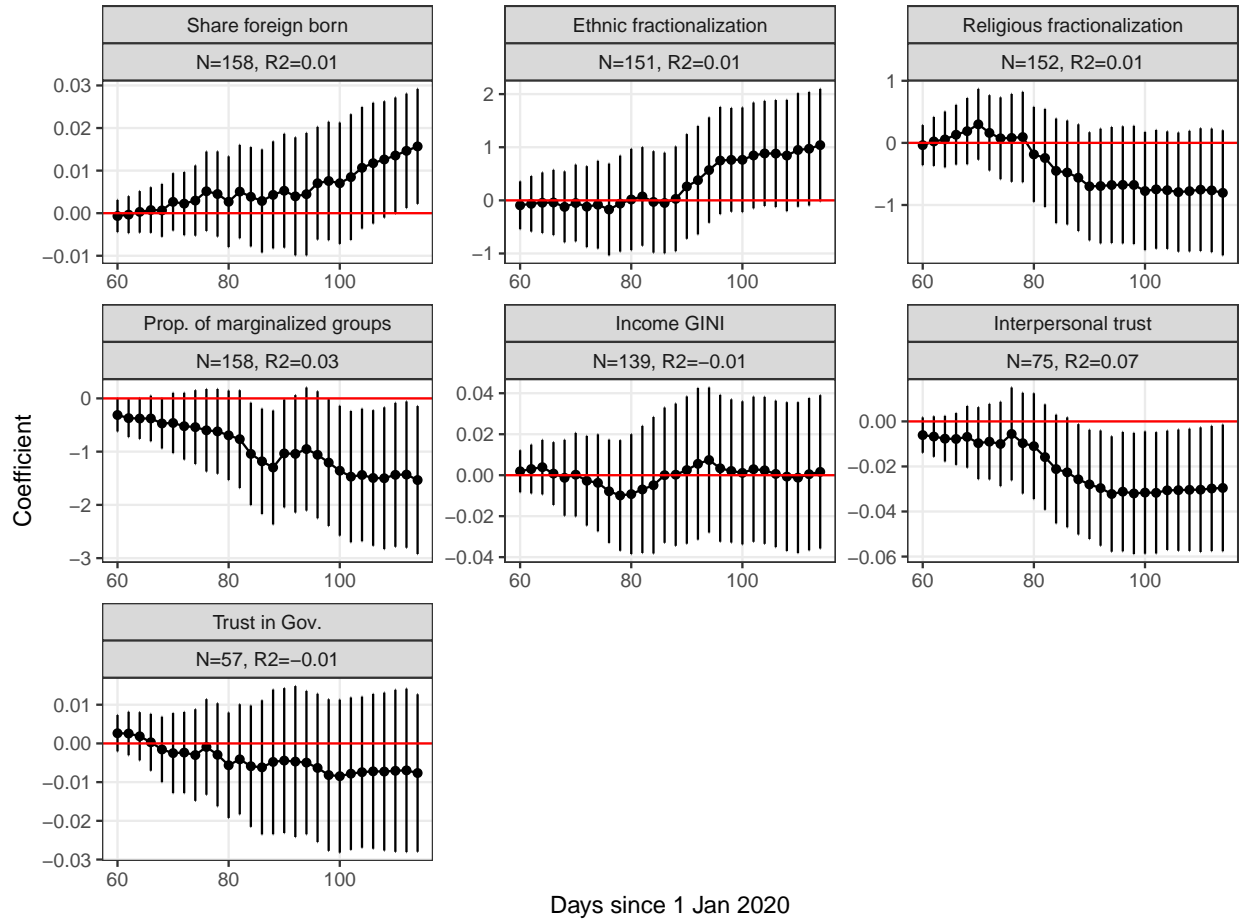 Share foreign born
N=158, R2=0.01
0.03
0.02
0.01
0.00
−0.01
60 80 100
Ethnic fractionalization
N=151, R2=0.01
2
1
0
−1
60 80 100
Religious fractionalization
N=152, R2=0.01
1
0
−1
60 80 100
Prop. of marginalized groups
N=158, R2=0.03
0
−1
−2
−3
60 80 100
Income GINI
N=139, R2=−0.01
0.04
0.02
0.00
−0.02
−0.04
60 80 100
Interpersonal trust
N=75, R2=0.07
0.00
−0.02
−0.04
−0.06
60 80 100
Trust in Gov.
N=57, R2=−0.01
0.01
0.00
−0.01
−0.02
−0.03
60 80 100
Coefficient
Days since 1 Jan 2020